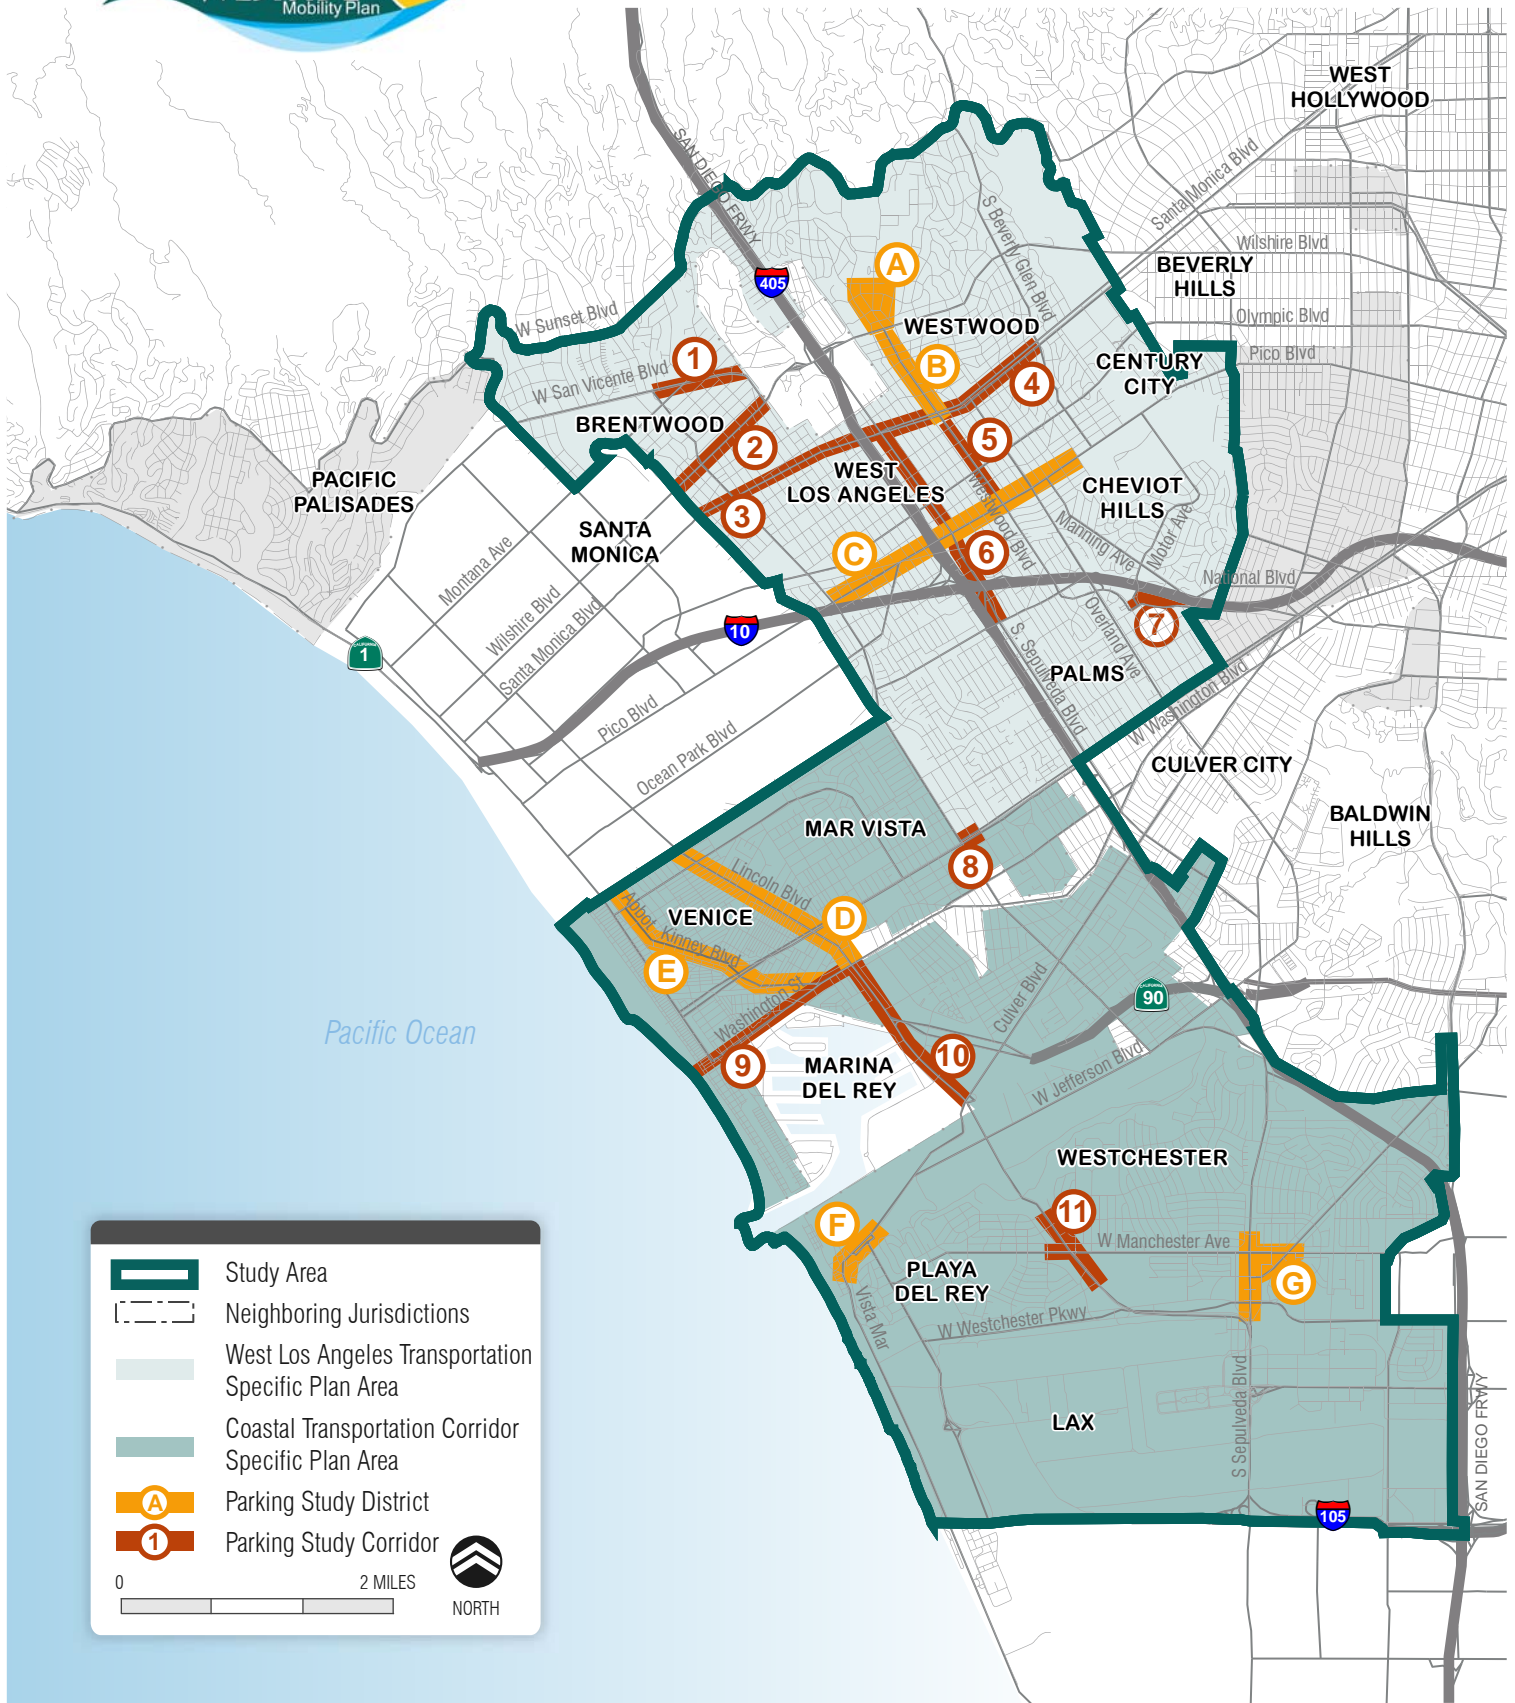 Mobility Plan
WEST
HOLLYWOOD
SAN DIEGO FRWY
Santa Monica Blvd
S Beverly Glen Blvd
Wilshire Blvd
A
BEVERLY
HILLS
405
W Sunset Blvd
WESTWOOD
Olympic Blvd
Pico Blvd
1
B
CENTURY
CITY
W San Vicente Blvd
4
BRENTWOOD
2
5
WEST
LOS ANGELES
PACIFIC
PALISADES
CHEVIOT
HILLS
3
SANTA
MONICA
Westwood Blvd
Manning Ave
Motor Ave
C
6
Montana Ave
National Blvd
Wilshire Blvd
Santa Monica Blvd
10
Overland Ave
7
CALIFORNIA
1
S. Sepulveda Blvd
PALMS
W Washington Blvd
Pico Blvd
Ocean Park Blvd
CULVER CITY
MAR VISTA
BALDWIN
HILLS
8
Lincoln Blvd
Abbot Kinney Blvd
VENICE
D
E
Culver Blvd
CALIFORNIA
90
Washington St
Pacific Ocean
9
MARINA
DEL REY
10
W Jefferson Blvd
WESTCHESTER
11
F
W Manchester Ave
PLAYA
DEL REY
G
Vista Mar
W Westchester Pkwy
S Sepulveda Blvd
LAX
SAN DIEGO FRWY
105
Study Area
Neighboring Jurisdictions
West Los Angeles Transportation
Specific Plan Area
Coastal Transportation Corridor
Specific Plan Area
A
Parking Study District
1
Parking Study Corridor
0
2 MILES
NORTH